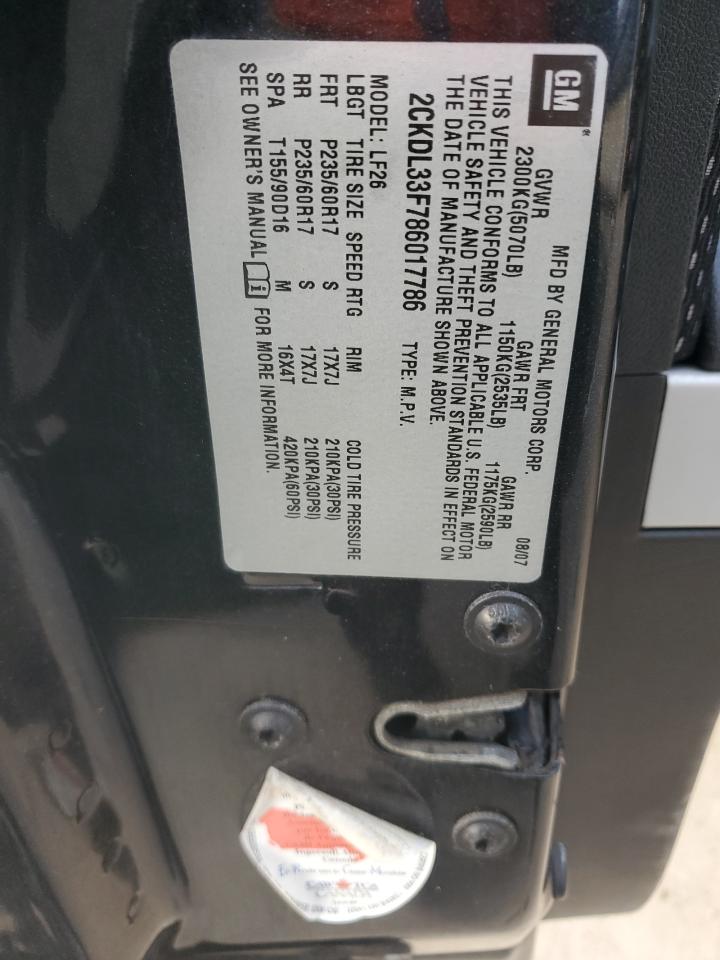 GM
MFD BY GENERAL MOTORS CORP. 08/07
GVWR GAWR FRT GAWR RR
2300KG(5070LB) 1150KG(2535LB) 1175KG(2590LB)
THIS VEHICLE CONFORMS TO ALL APPLICABLE U.S. FEDERAL MOTOR
VEHICLE SAFETY AND THEFT PREVENTION STANDARDS IN EFFECT ON
THE DATE OF MANUFACTURE SHOWN ABOVE.
2CKDL33F786017786 TYPE: M.P.V.
MODEL: LF26
LBGT TIRE SIZE SPEED RTG RIM COLD TIRE PRESSURE
FRT P235/60R17 S 17X7J 210KPA(30PSI)
RR P235/60R17 S 17X7J 210KPA(30PSI)
SPA T155/90D16 M 16X4T 420KPA(60PSI)
SEE OWNER'S MANUAL i FOR MORE INFORMATION.
Ingersoll